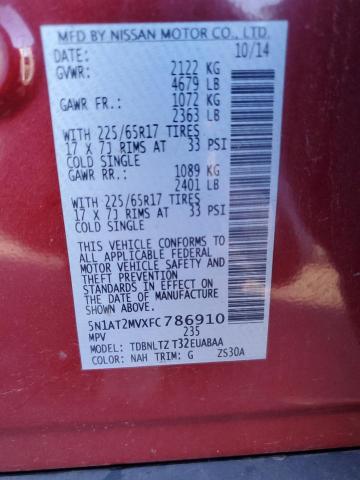 MFD BY NISSAN MOTOR CO., LTD.
DATE: 10/14
GVWR: 2122 KG
4679 LB
GAWR FR.: 1072 KG
2363 LB
WITH 225/65R17 TIRES
17 X 7J RIMS AT 33 PSI
COLD SINGLE
GAWR RR.: 1089 KG
2401 LB
WITH 225/65R17 TIRES
17 X 7J RIMS AT 33 PSI
COLD SINGLE
THIS VEHICLE CONFORMS TO
ALL APPLICABLE FEDERAL
MOTOR VEHICLE SAFETY
AND THEFT PREVENTION
STANDARDS IN EFFECT ON
THE DATE OF MANUFACTURE
SHOWN ABOVE.
5N1AT2MVXFC786910
MPV 235
MODEL: TDBNLTZ T32EUABAA
COLOR: NAH TRIM: G ZS30A